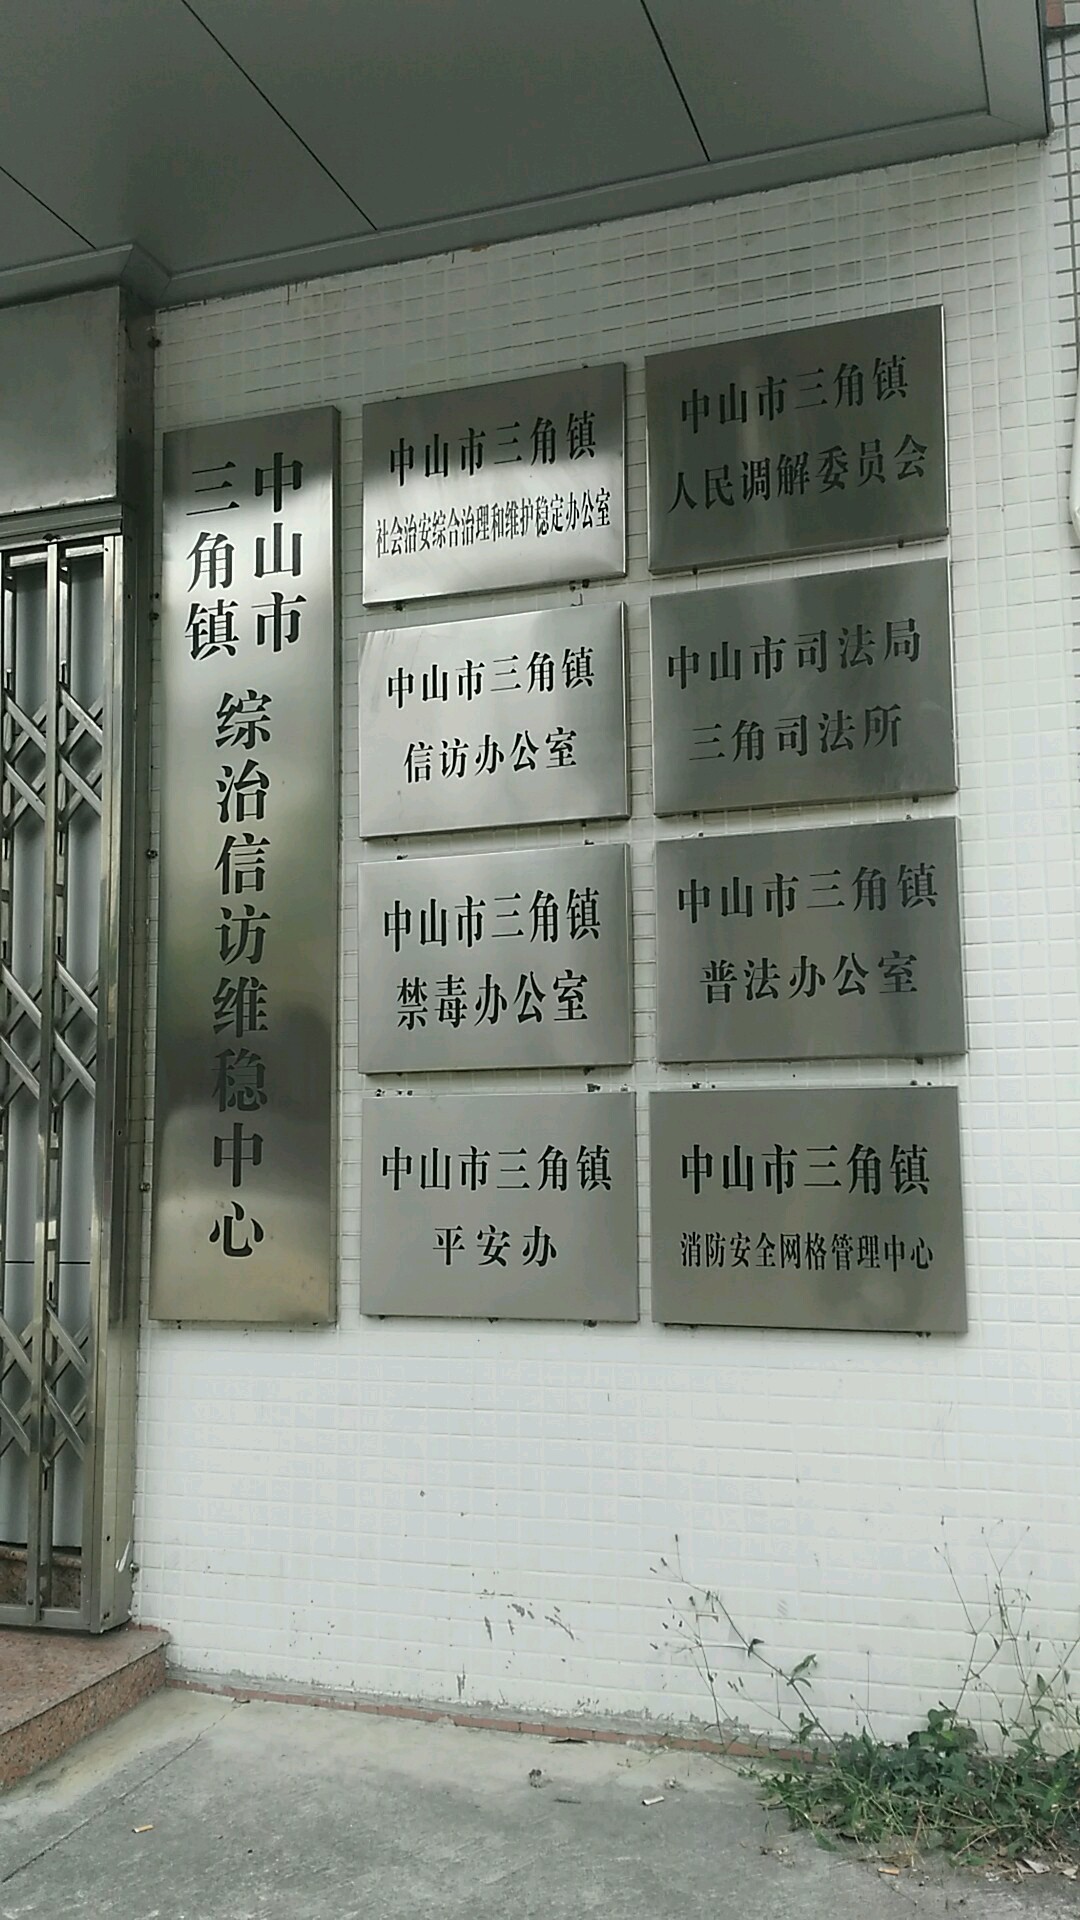 中山市
三角镇
综治信访维稳中心
中山市三角镇
社会治安综合治理和维护稳定办公室
中山市三角镇
人民调解委员会
中山市三角镇
信访办公室
中山市司法局
三角司法所
中山市三角镇
禁毒办公室
中山市三角镇
普法办公室
中山市三角镇
平安办
中山市三角镇
消防安全网格管理中心